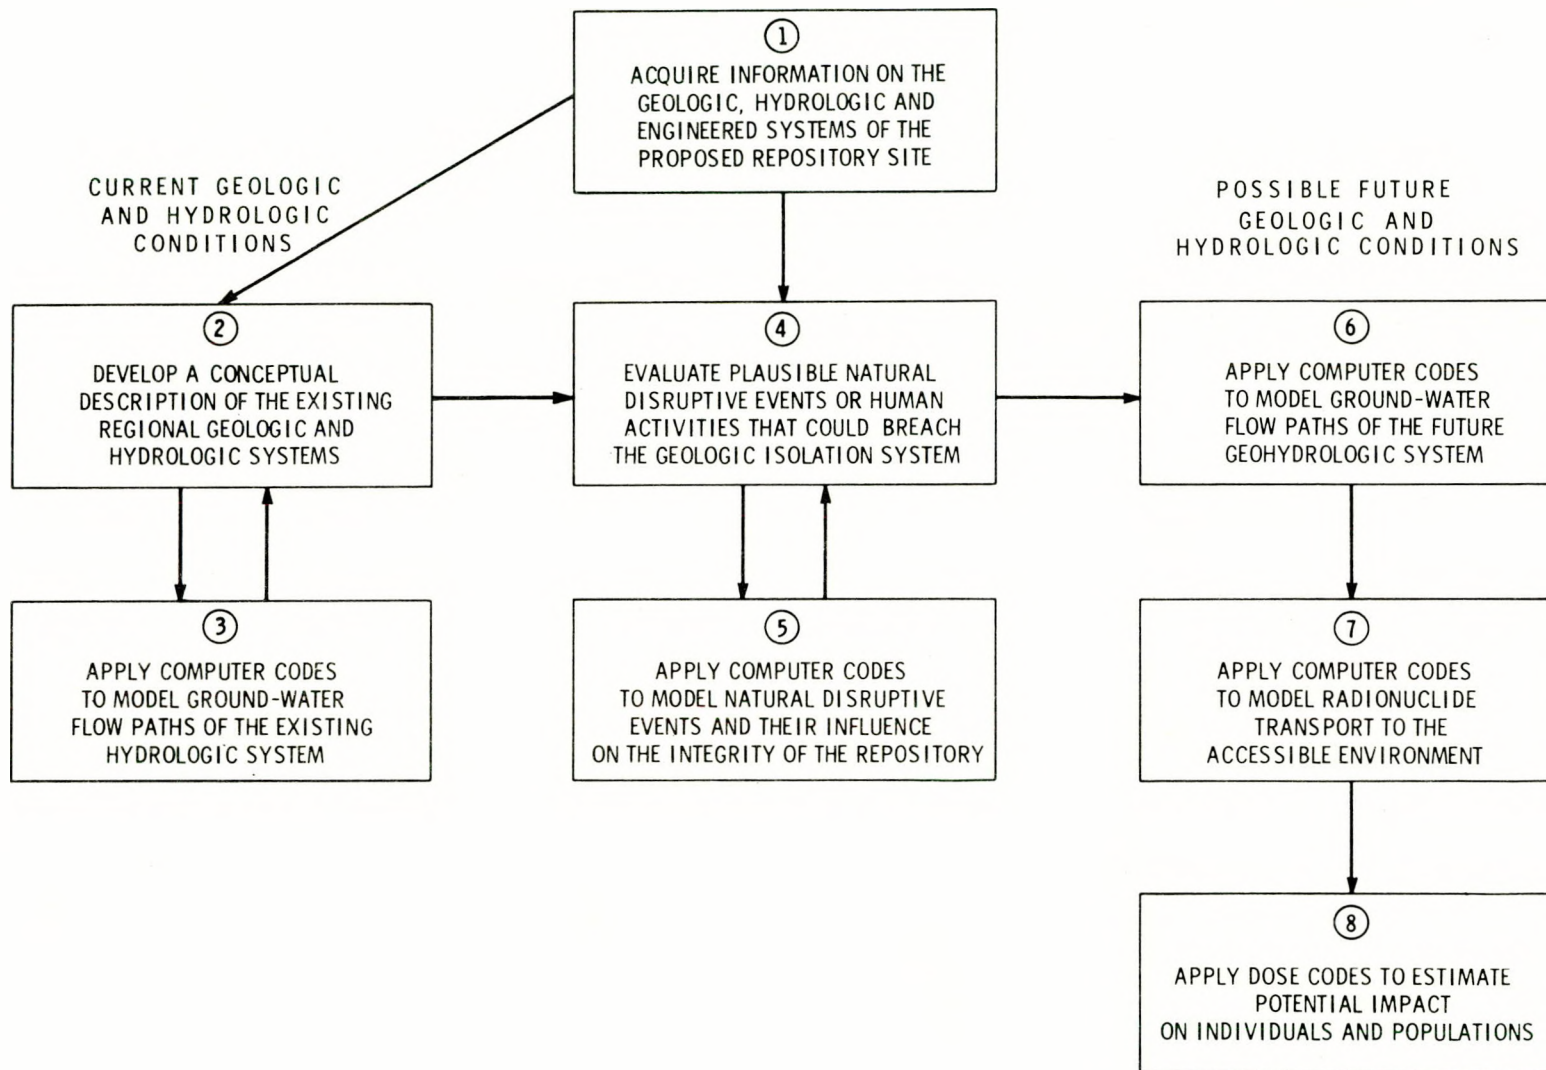 1
ACQUIRE INFORMATION ON THE
GEOLOGIC, HYDROLOGIC AND
ENGINEERED SYSTEMS OF THE
PROPOSED REPOSITORY SITE
CURRENT GEOLOGIC
AND HYDROLOGIC
CONDITIONS
POSSIBLE FUTURE
GEOLOGIC AND
HYDROLOGIC CONDITIONS
2
DEVELOP A CONCEPTUAL
DESCRIPTION OF THE EXISTING
REGIONAL GEOLOGIC AND
HYDROLOGIC SYSTEMS
4
EVALUATE PLAUSIBLE NATURAL
DISRUPTIVE EVENTS OR HUMAN
ACTIVITIES THAT COULD BREACH
THE GEOLOGIC ISOLATION SYSTEM
6
APPLY COMPUTER CODES
TO MODEL GROUND-WATER
FLOW PATHS OF THE FUTURE
GEOHYDROLOGIC SYSTEM
3
APPLY COMPUTER CODES
TO MODEL GROUND-WATER
FLOW PATHS OF THE EXISTING
HYDROLOGIC SYSTEM
5
APPLY COMPUTER CODES
TO MODEL NATURAL DISRUPTIVE
EVENTS AND THEIR INFLUENCE
ON THE INTEGRITY OF THE REPOSITORY
7
APPLY COMPUTER CODES
TO MODEL RADIONUCLIDE
TRANSPORT TO THE
ACCESSIBLE ENVIRONMENT
8
APPLY DOSE CODES TO ESTIMATE
POTENTIAL IMPACT
ON INDIVIDUALS AND POPULATIONS